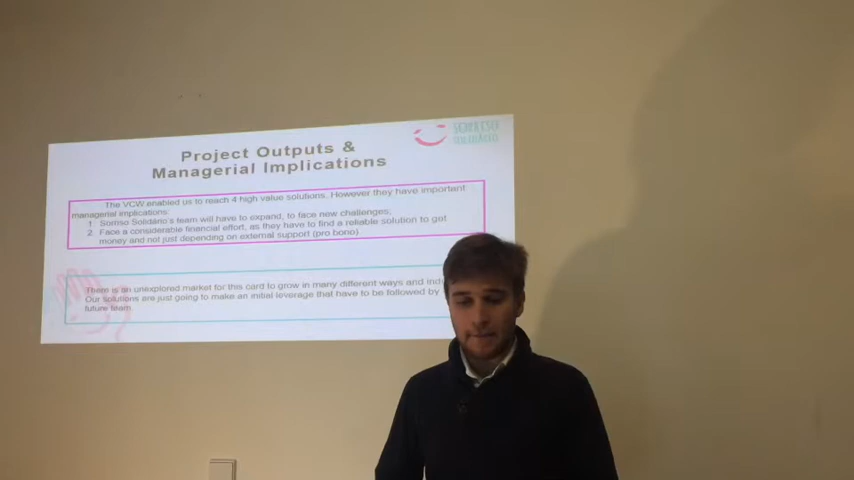 SORRISO
SOLIDÁRIO
Project Outputs &
Managerial Implications
The VCW enabled us to reach 4 high value solutions. However they have important
managerial implications:
1 Sorriso Solidário's team will have to expand, to face new challenges.
2 Face a considerable financial effort, as they have to find a reliable solution to get
money and not just depending on external support (pro bono).
There is an unexplored market for this card to grow in many different ways and
Our solutions are just going to make an initial leverage that have to be followed by
future team.